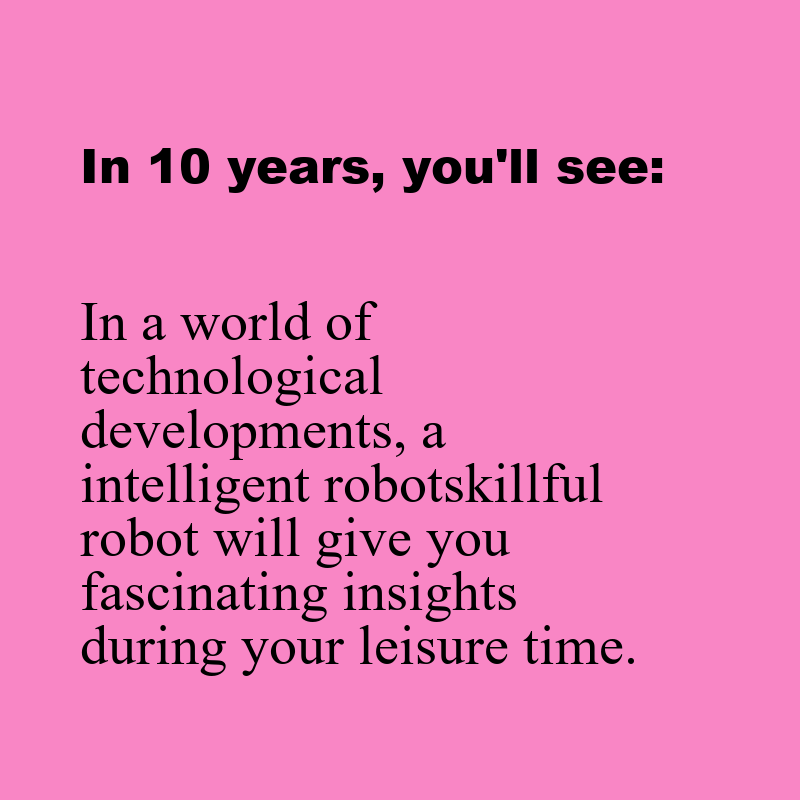 In 10 years, you'll see:
In a world of
technological
developments, a
intelligent robotskillful
robot will give you
fascinating insights
during your leisure time.